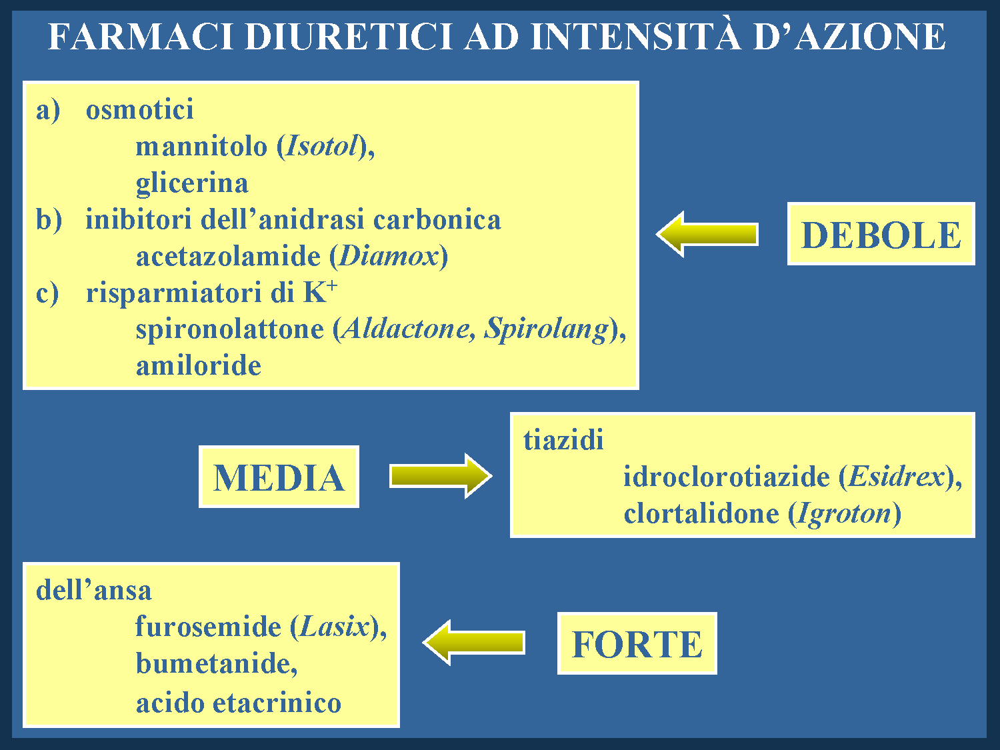 FARMACI DIURETICI AD INTENSITÀ D’AZIONE
a) osmotici
mannitolo (Isotol),
glicerina
b) inibitori dell’anidrasi carbonica
acetazolamide (Diamox)
c) risparmiatori di K⁺
spironolattone (Aldactone, Spirolang),
amiloride
DEBOLE
MEDIA
tiazidi
idroclorotiazide (Esidrex),
clortalidone (Igroton)
dell’ansa
furosemide (Lasix),
bumetanide,
acido etacrinico
FORTE